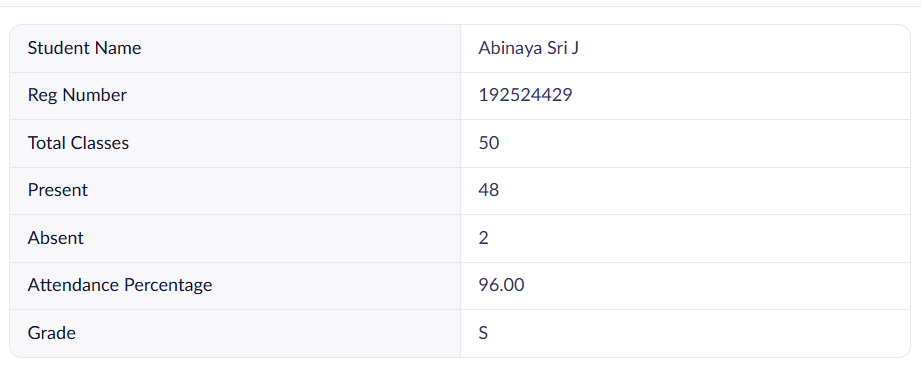 Student Name Abinaya Sri J
Reg Number 192524429
Total Classes 50
Present 48
Absent 2
Attendance Percentage 96.00
Grade S